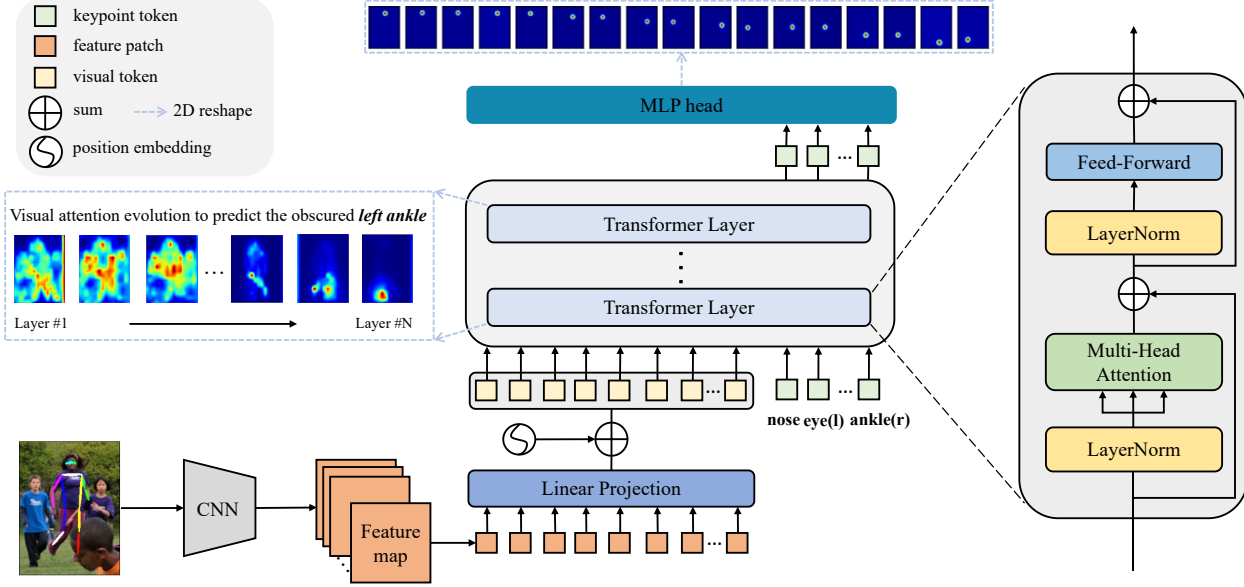 keypoint token
feature patch
visual token
sum
2D reshape
position embedding
MLP head
Visual attention evolution to predict the obscured left ankle
...
Layer #1
Layer #N
Transformer Layer
Transformer Layer
...
...
...
nose eye(l) ankle(r)
Linear Projection
CNN
Feature
map
...
Feed-Forward
LayerNorm
Multi-Head
Attention
LayerNorm